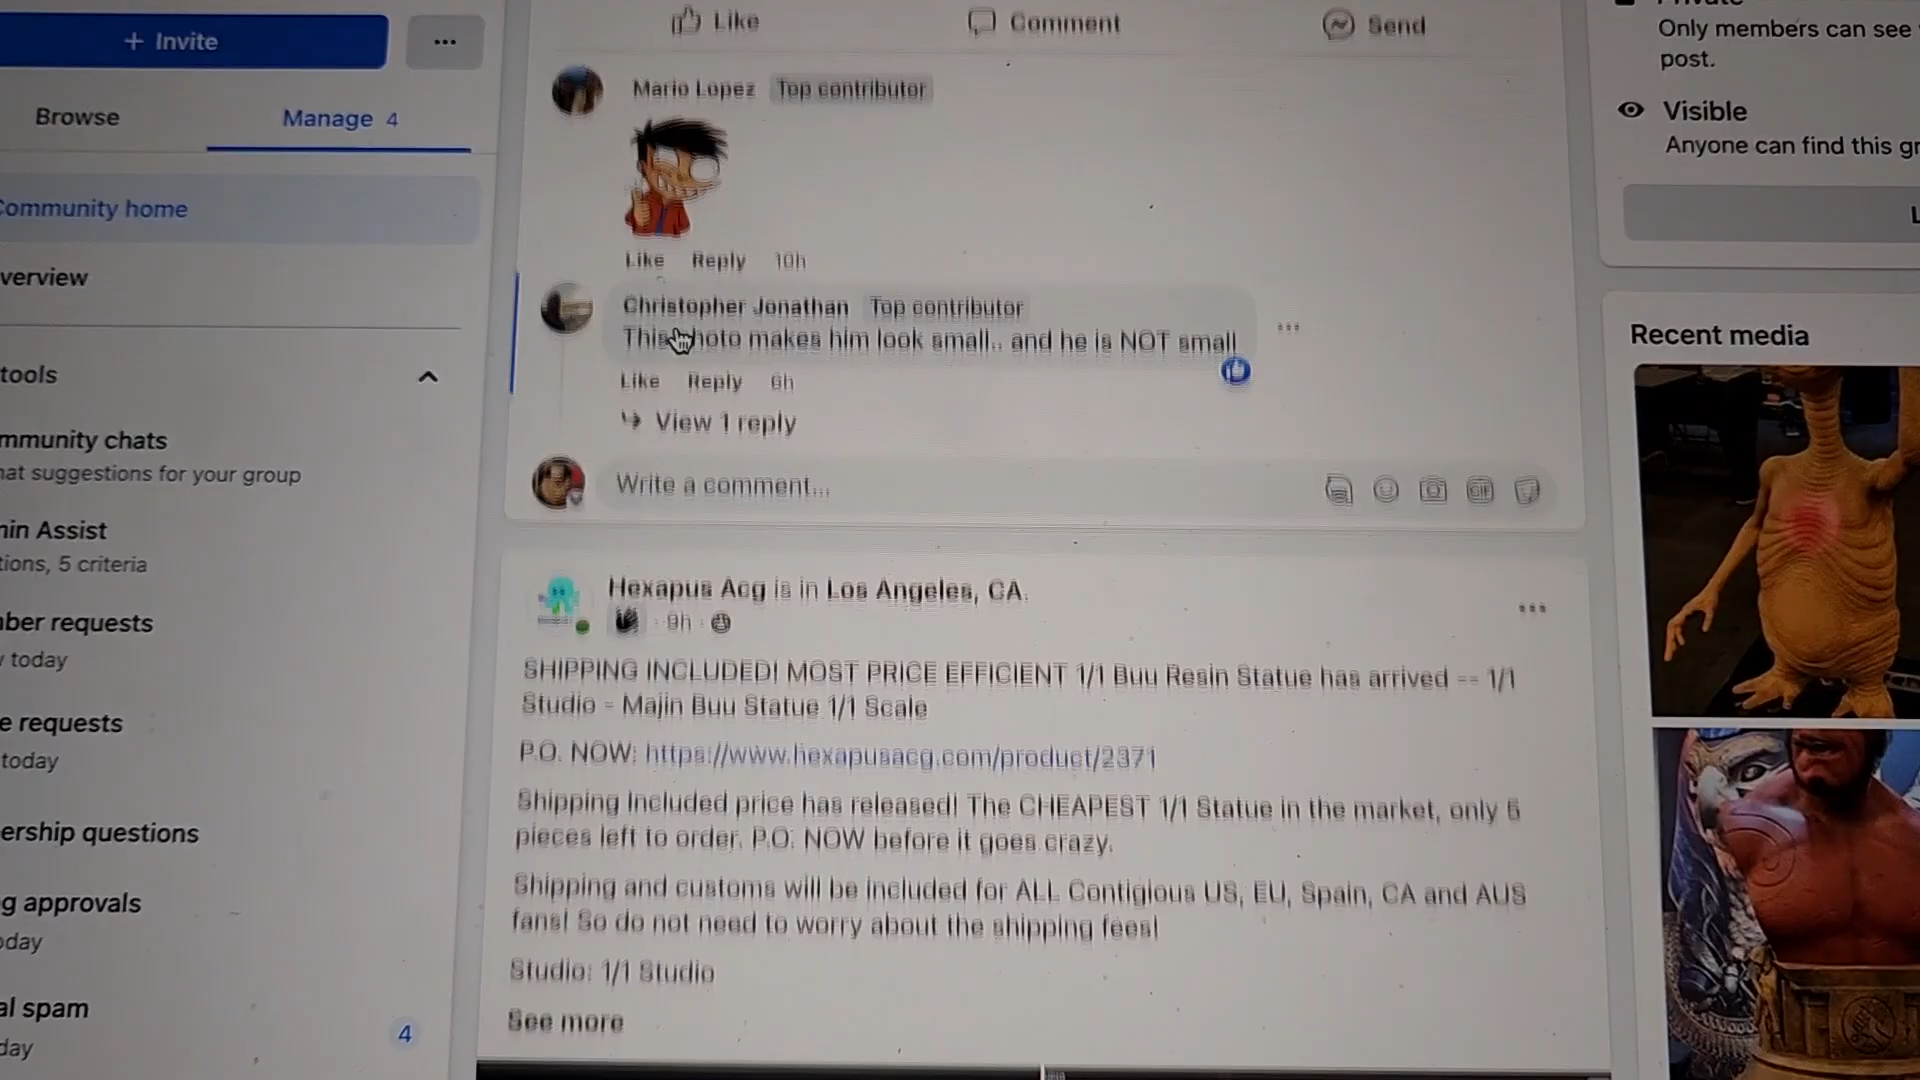 Like Comment Send
+ Invite
...
Only members can see
post.
Browse Manage 4
Visible
Anyone can find this
Mario Lopez Top contributor
Like Reply 10h
Community home
Christopher Jonathan Top contributor
This photo makes him look small.. and he is NOT small
Like Reply 6h
View 1 reply
Write a comment...
GIF
verview
tools
mmunity chats
hat suggestions for your group
min Assist
tions, 5 criteria
ber requests
today
e requests
today
ership questions
g approvals
oday
al spam
day
4
Hexapus Acg is in Los Angeles, CA.
9h
SHIPPING INCLUDED! MOST PRICE EFFICIENT 1/1 Buu Resin Statue has arrived -- 1/1
Studio - Majin Buu Statue 1/1 Scale
P.O. NOW: https://www.hexapusacg.com/product/2371
Shipping Included price has released! The CHEAPEST 1/1 Statue in the market, only 6
pieces left to order. P.O. NOW before it goes crazy.
Shipping and customs will be included for ALL Contigious US, EU, Spain, CA and AUS
fans! So do not need to worry about the shipping fees!
Studio: 1/1 Studio
See more
Recent media